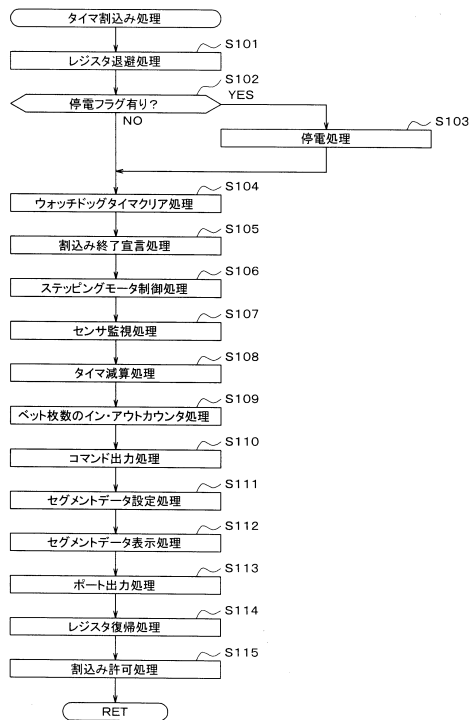 タイマ割込み処理
S101
レジスタ退避処理
S102
停電フラグ有り?
YES
NO
S103
停電処理
S104
ウォッチドッグタイマクリア処理
S105
割込み終了宣言処理
S106
ステッピングモータ制御処理
S107
センサ監視処理
S108
タイマ減算処理
S109
ベット枚数のイン・アウトカウンタ処理
S110
コマンド出力処理
S111
セグメントデータ設定処理
S112
セグメントデータ表示処理
S113
ポート出力処理
S114
レジスタ復帰処理
S115
割込み許可処理
RET